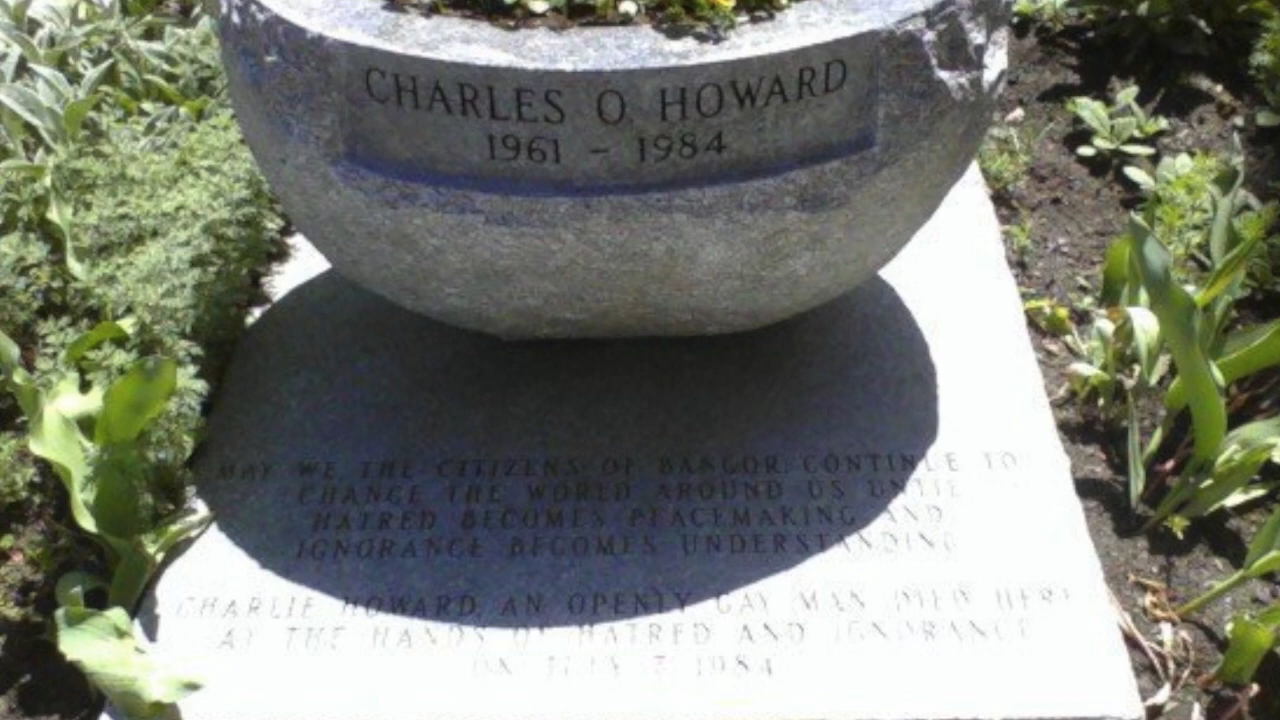 CHARLES O. HOWARD
1961 - 1984
MAY WE THE CITIZENS OF BANGOR CONTINUE TO
CHANGE THE WORLD AROUND US UNTIL
HATRED BECOMES PEACEMAKING AND
IGNORANCE BECOMES UNDERSTANDING
CHARLIE HOWARD, AN OPENLY GAY MAN DIED HERE
AT THE HANDS OF HATRED AND IGNORANCE
ON JULY 7 1984